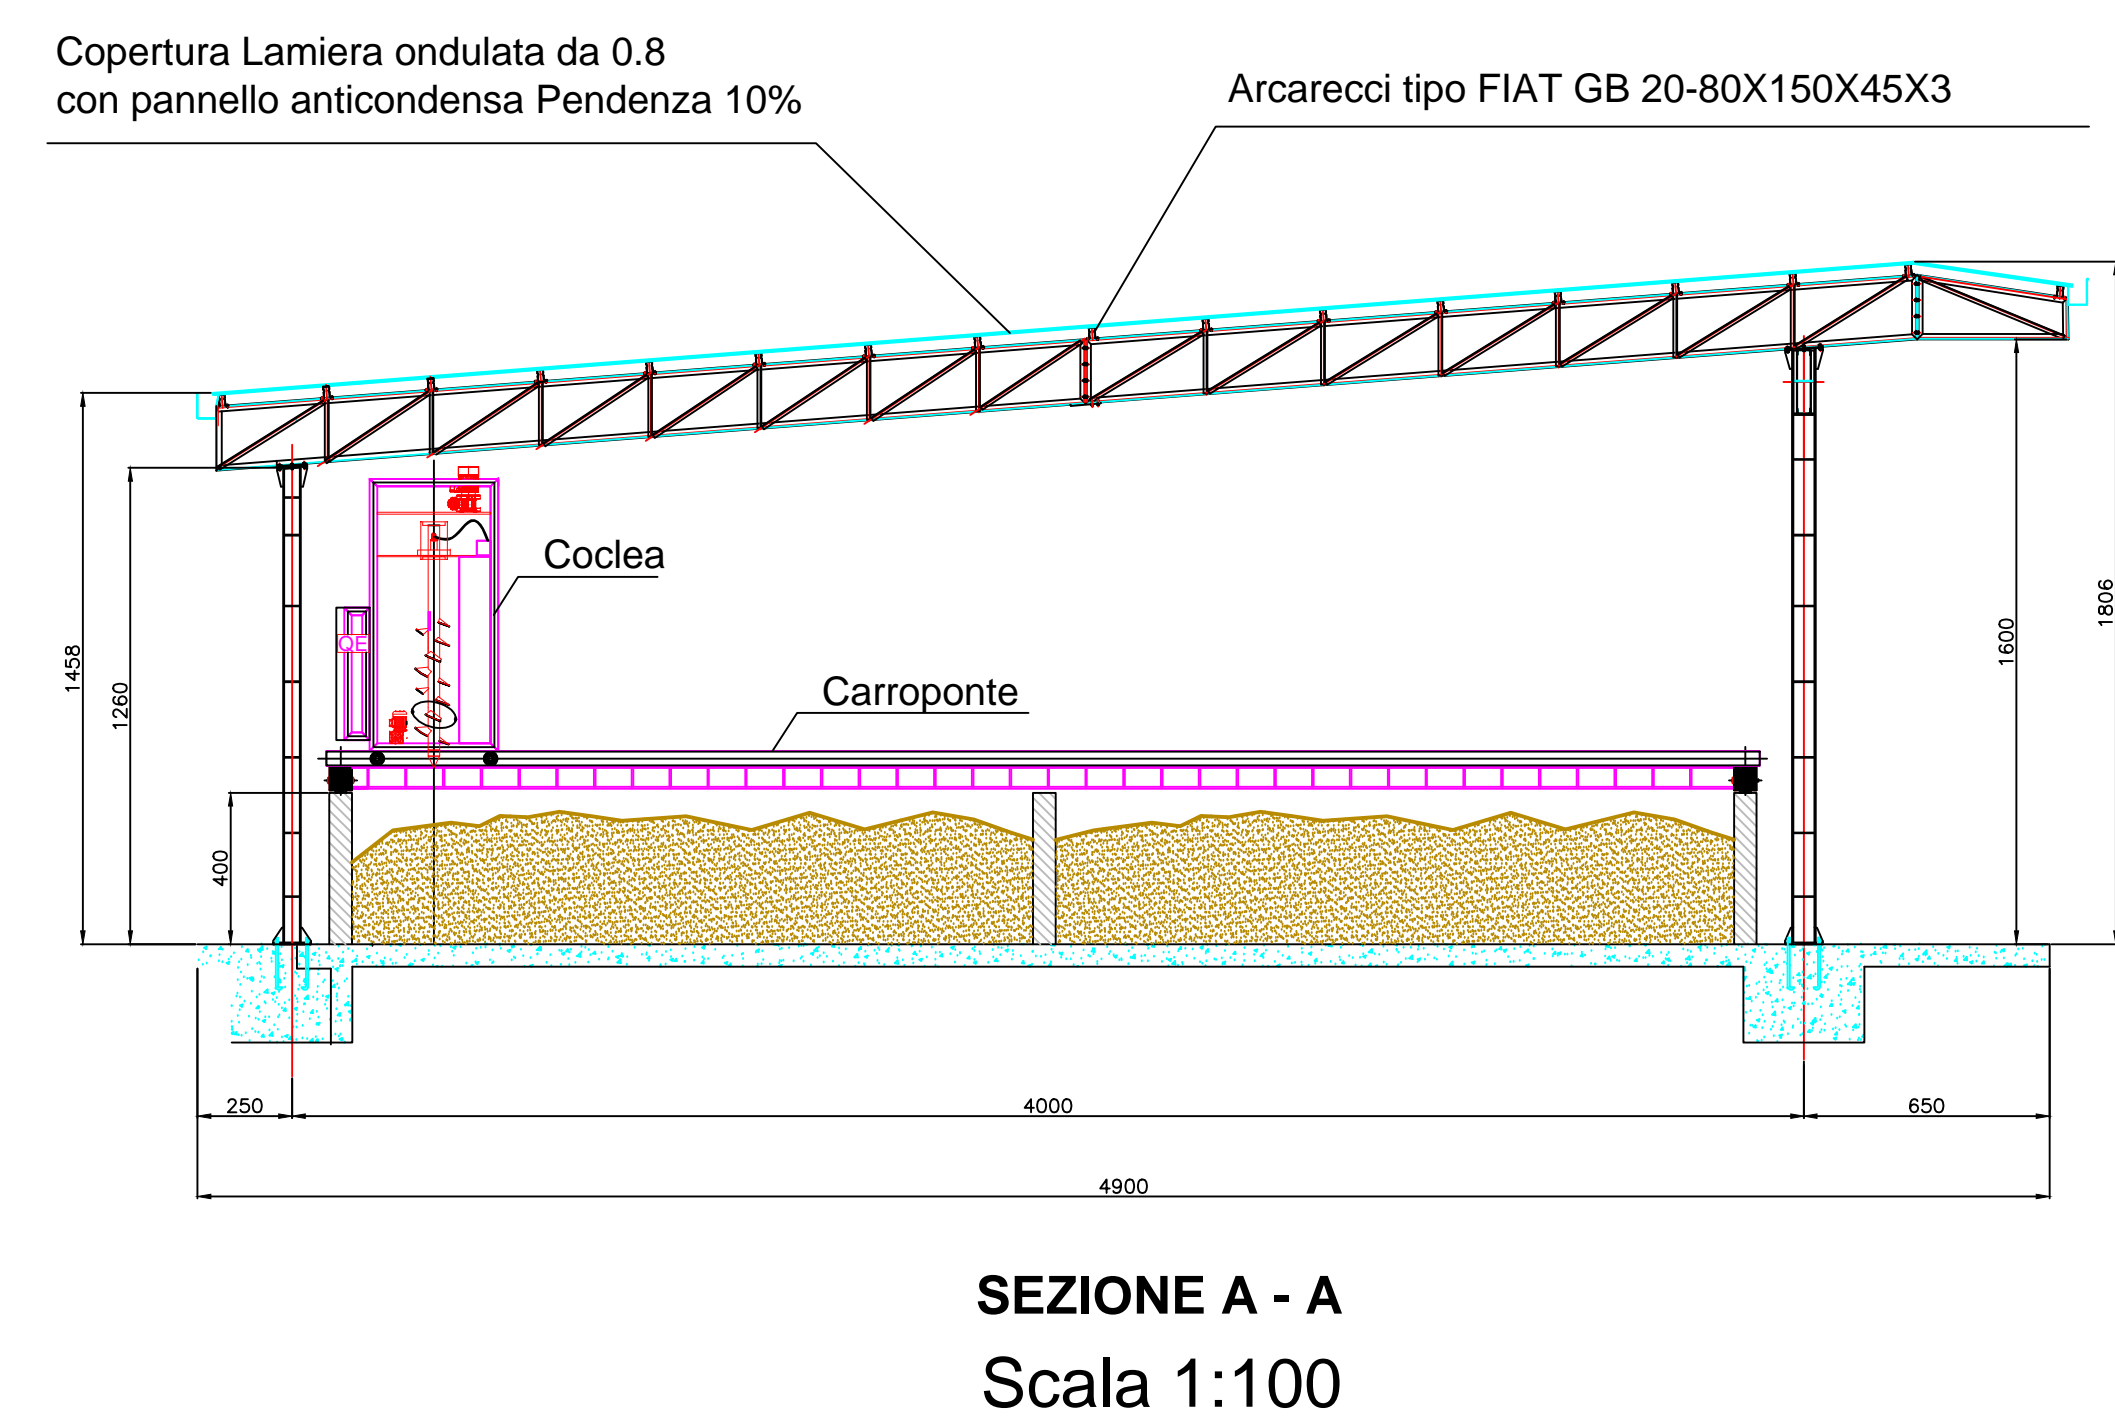 Copertura Lamiera ondulata da 0.8
con pannello anticondensa Pendenza 10%
Arcarecci tipo FIAT GB 20-80X150X45X3
Coclea
QE
Carroponte
1458
1260
400
1600
1806
250
4000
650
4900
SEZIONE A - A
Scala 1:100